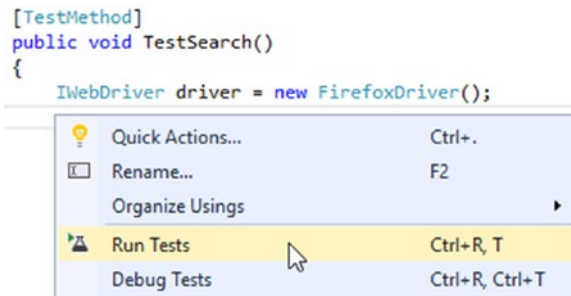 [TestMethod]
public void TestSearch()
{
IWebDriver driver = new FirefoxDriver();
Quick Actions... Ctrl+.
Rename... F2
Organize Usings
Run Tests Ctrl+R, T
Debug Tests Ctrl+R, Ctrl+T